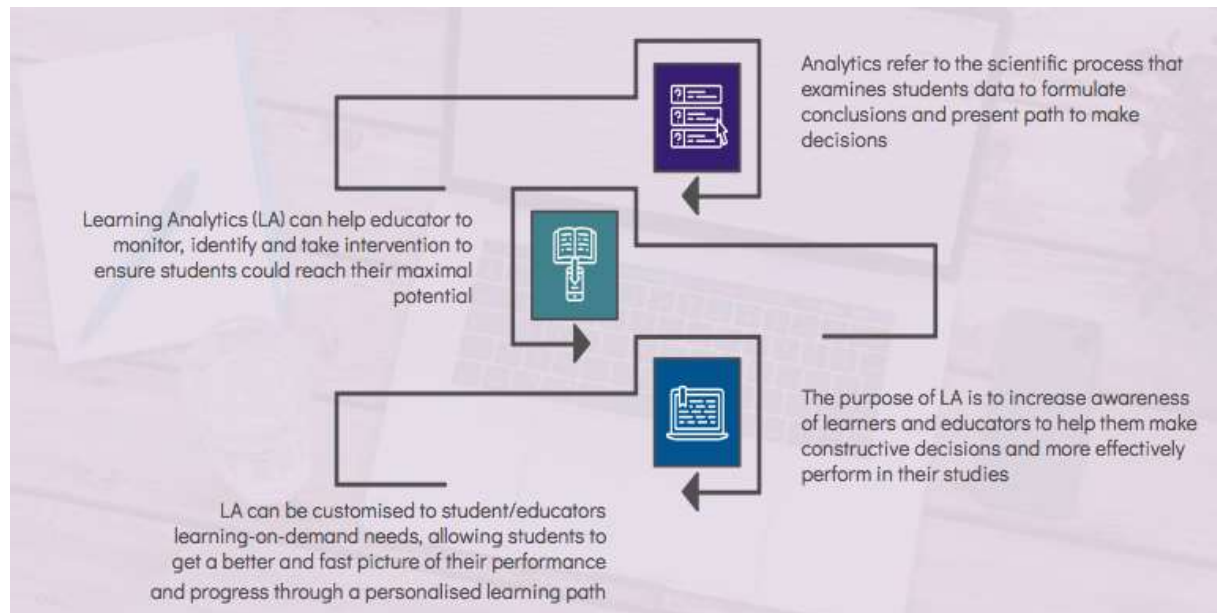 Analytics refer to the scientific process that
examines students data to formulate
conclusions and present path to make
decisions
Learning Analytics (LA) can help educator to
monitor, identify and take intervention to
ensure students could reach their maximal
potential
The purpose of LA is to increase awareness
of learners and educators to help them make
constructive decisions and more effectively
perform in their studies
LA can be customised to student/educators
learning-on-demand needs, allowing students to
get a better and fast picture of their performance
and progress through a personalised learning path